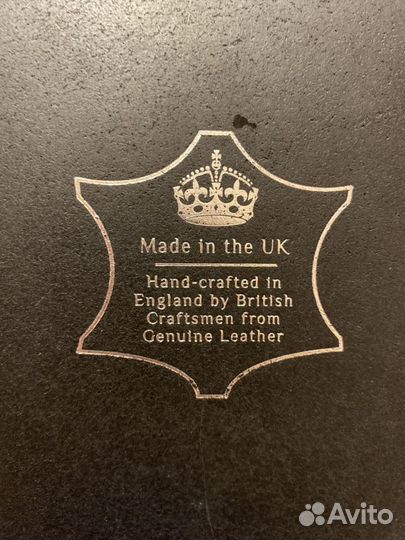 Made in the UK
Hand-crafted in
England by British
Craftsmen from
Genuine Leather
Avito